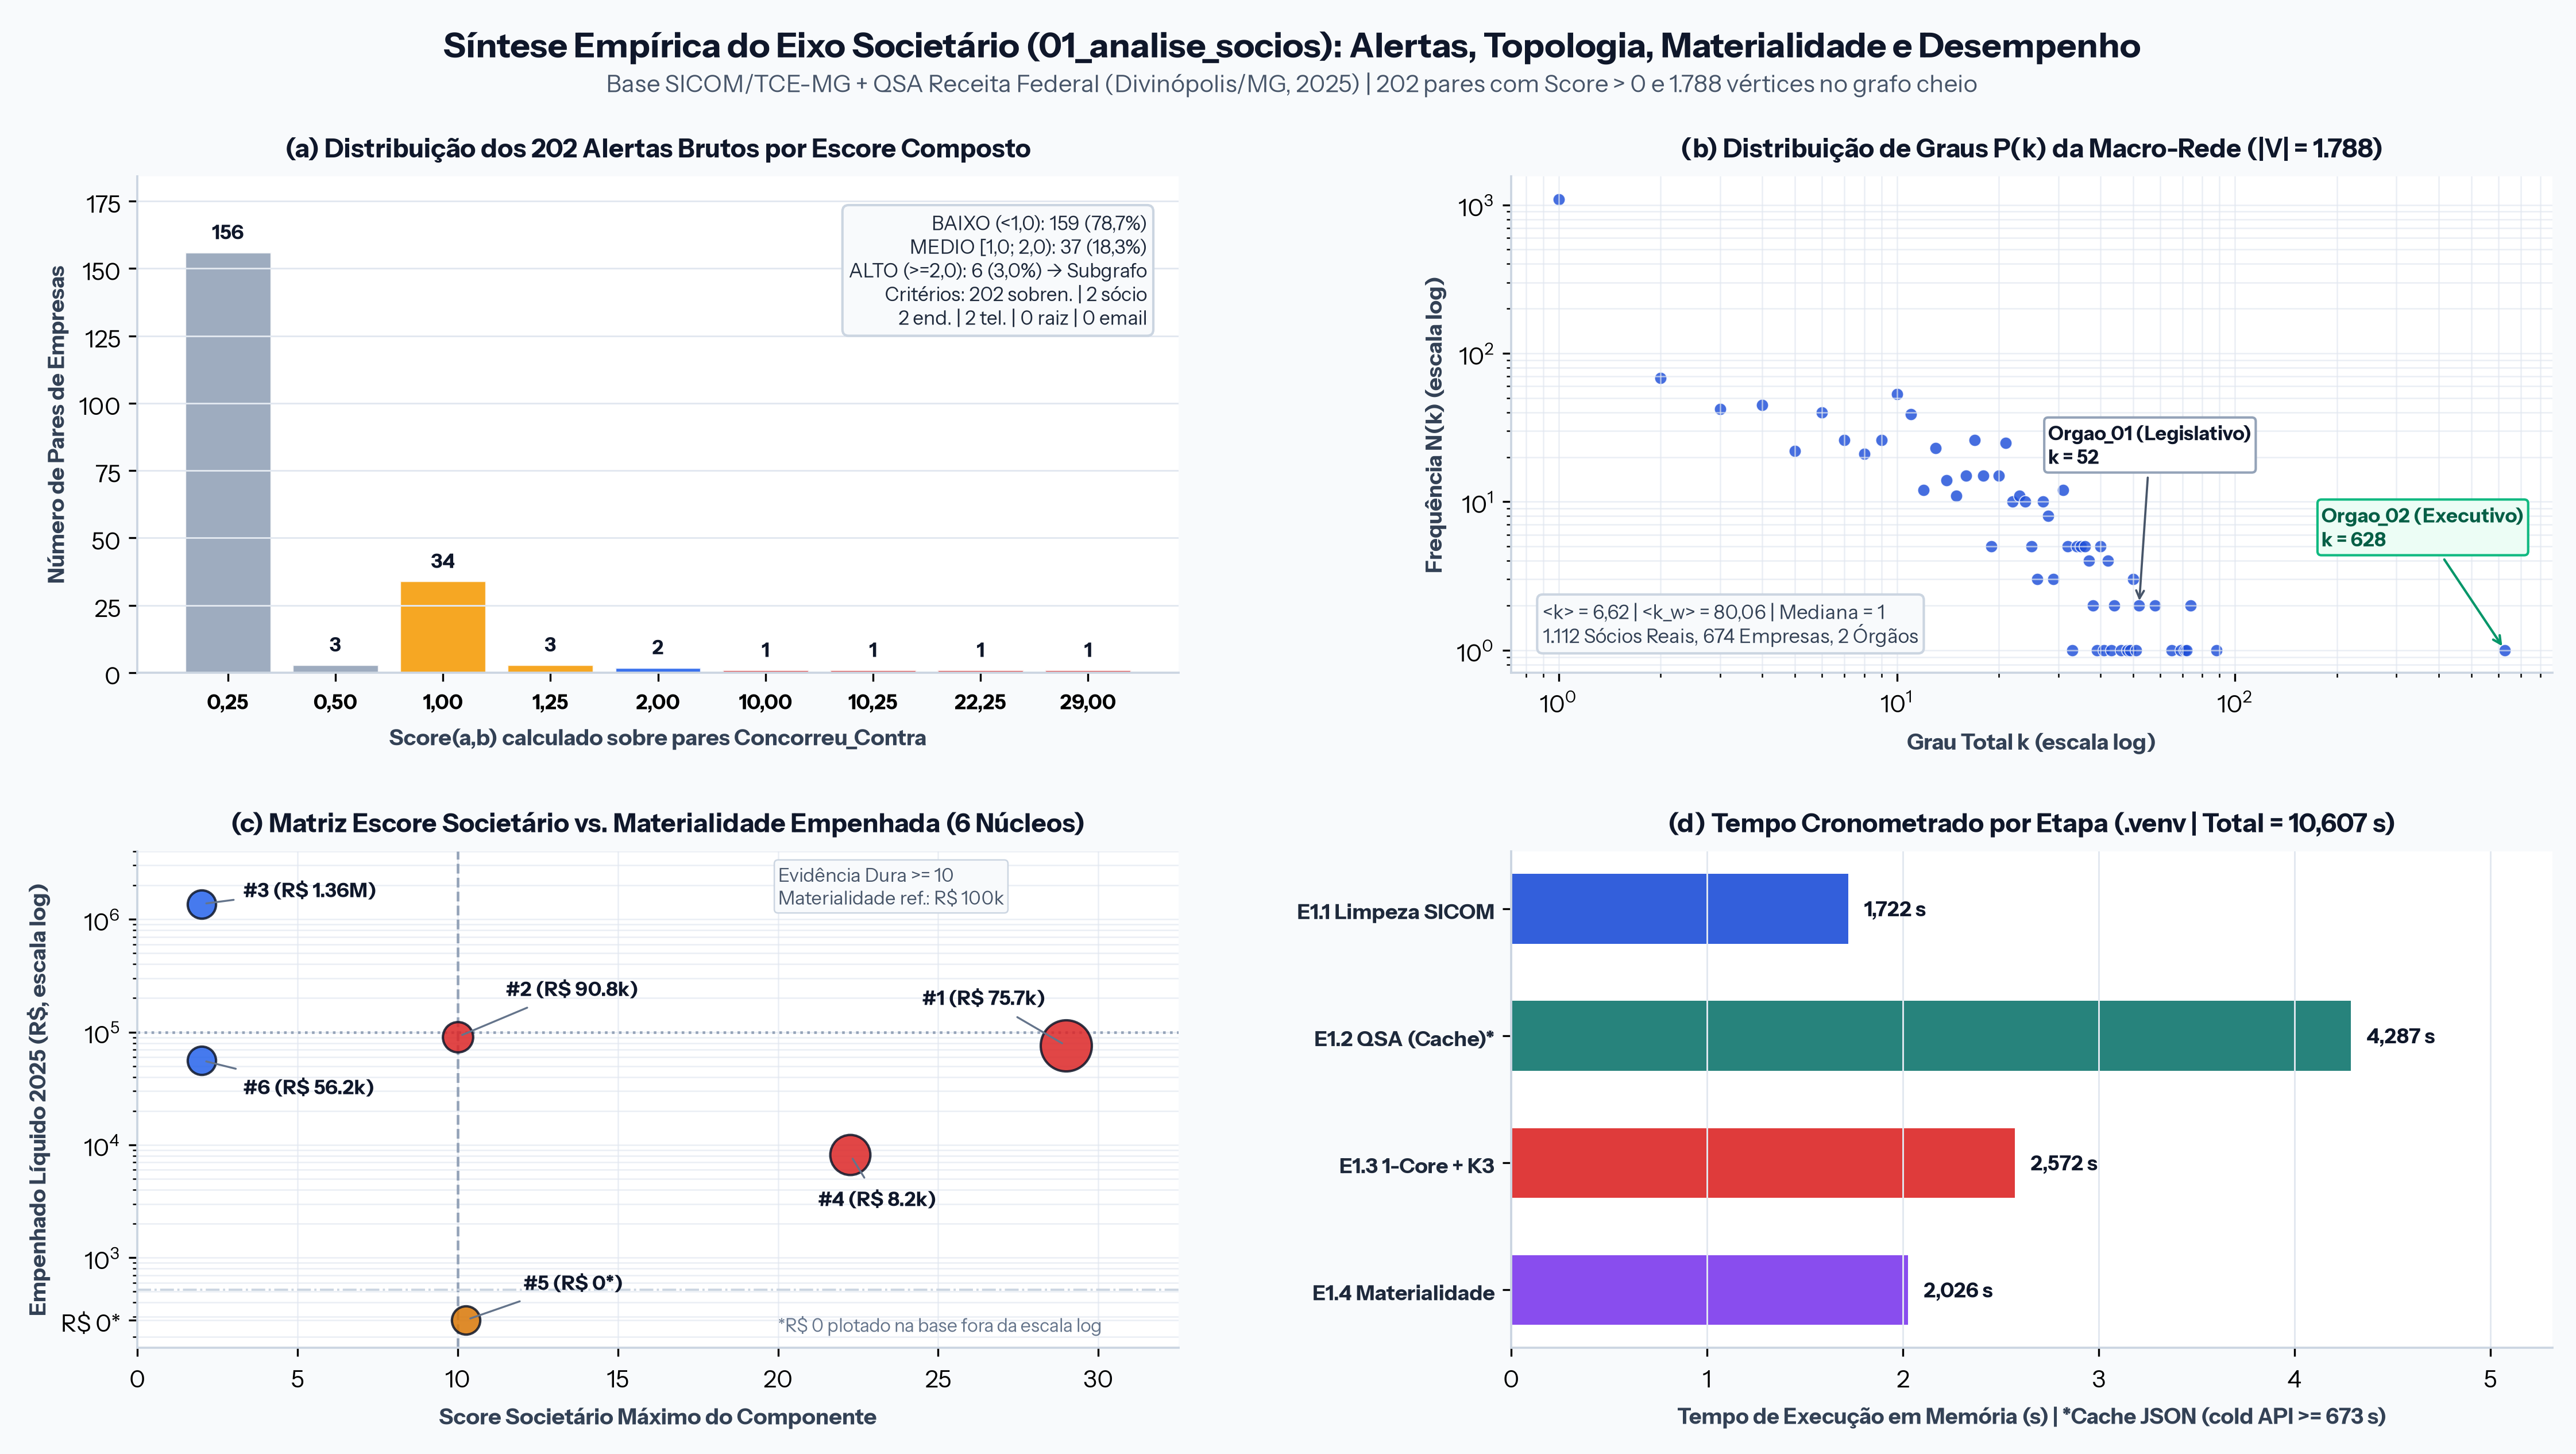 Síntese Empírica do Eixo Societário (01_analise_socios): Alertas, Topologia, Materialidade e Desempenho
Base SICOM/TCE-MG + QSA Receita Federal (Divinópolis/MG, 2025) | 202 pares com Score > 0 e 1.788 vértices no grafo cheio
(a) Distribuição dos 202 Alertas Brutos por Escore Composto
Número de Pares de Empresas
175
150
125
100
75
50
25
0
156
3
34
3
2
1
1
1
1
BAIXO (<1,0): 159 (78,7%)
MEDIO [1,0; 2,0): 37 (18,3%)
ALTO (>=2,0): 6 (3,0%) → Subgrafo
Critérios: 202 sobren. | 2 sócio
2 end. | 2 tel. | 0 raiz | 0 email
0,25
0,50
1,00
1,25
2,00
10,00
10,25
22,25
29,00
Score(a,b) calculado sobre pares Concorreu_Contra
(b) Distribuição de Graus P(k) da Macro-Rede (|V| = 1.788)
Frequência N(k) (escala log)
10³
10²
10¹
10⁰
Orgao_01 (Legislativo)
k = 52
Orgao_02 (Executivo)
k = 628
<k> = 6,62 | <k_w> = 80,06 | Mediana = 1
1.112 Sócios Reais, 674 Empresas, 2 Órgãos
10⁰
10¹
10²
Grau Total k (escala log)
(c) Matriz Escore Societário vs. Materialidade Empenhada (6 Núcleos)
Empenhado Líquido 2025 (R$, escala log)
10⁶
10⁵
10⁴
10³
R$ 0*
Evidência Dura >= 10
Materialidade ref.: R$ 100k
#3 (R$ 1.36M)
#2 (R$ 90.8k)
#1 (R$ 75.7k)
#6 (R$ 56.2k)
#4 (R$ 8.2k)
#5 (R$ 0*)
*R$ 0 plotado na base fora da escala log
0
5
10
15
20
25
30
Score Societário Máximo do Componente
(d) Tempo Cronometrado por Etapa (.venv | Total = 10,607 s)
E1.1 Limpeza SICOM
1,722 s
E1.2 QSA (Cache)*
4,287 s
E1.3 1-Core + K3
2,572 s
E1.4 Materialidade
2,026 s
0
1
2
3
4
5
Tempo de Execução em Memória (s) | *Cache JSON (cold API >= 673 s)